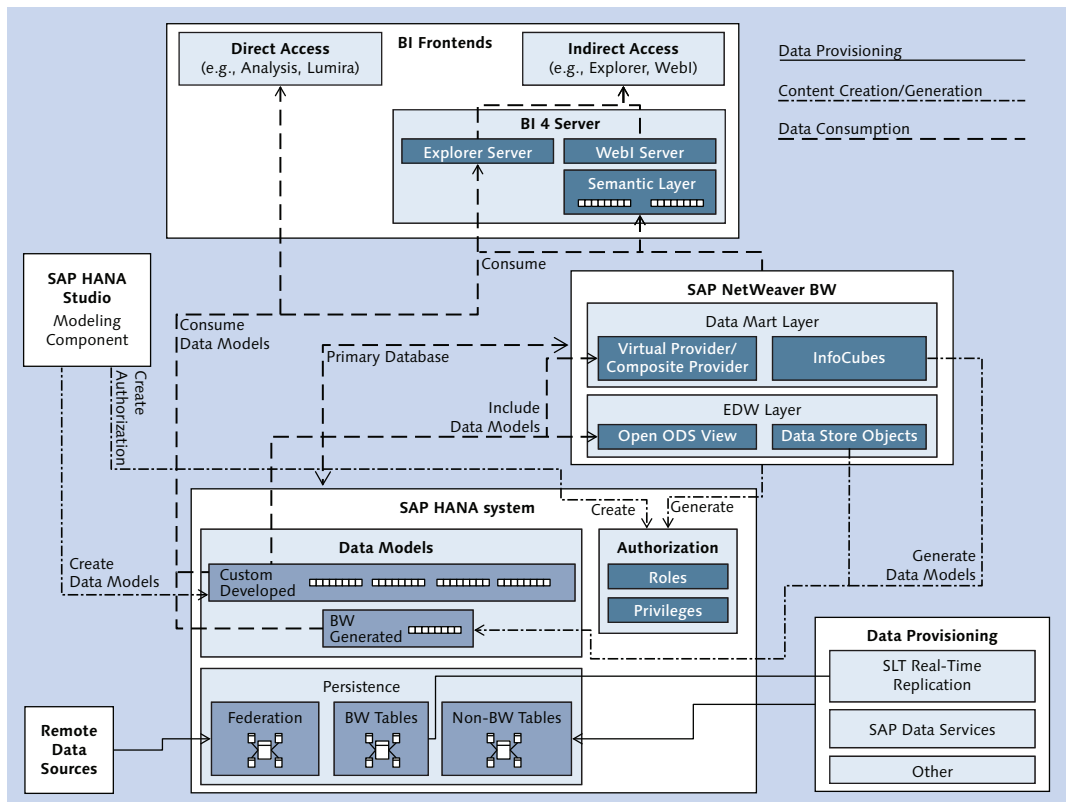 BI Frontends
Direct Access
(e.g., Analysis, Lumira)
Indirect Access
(e.g., Explorer, WebI)
Data Provisioning
Content Creation/Generation
Data Consumption
BI 4 Server
Explorer Server
WebI Server
Semantic Layer
Consume
SAP HANA
Studio
Modeling
Component
Consume
Data Models
Primary Database
Create
Authorization
SAP NetWeaver BW
Data Mart Layer
Virtual Provider/
Composite Provider
InfoCubes
Include
Data Models
EDW Layer
Open ODS View
Data Store Objects
SAP HANA system
Create
Generate
Data Models
Custom
Developed
BW
Generated
Authorization
Roles
Privileges
Create
Data Models
Generate
Data Models
Persistence
Federation
BW Tables
Non-BW Tables
Remote
Data
Sources
Data Provisioning
SLT Real-Time
Replication
SAP Data Services
Other